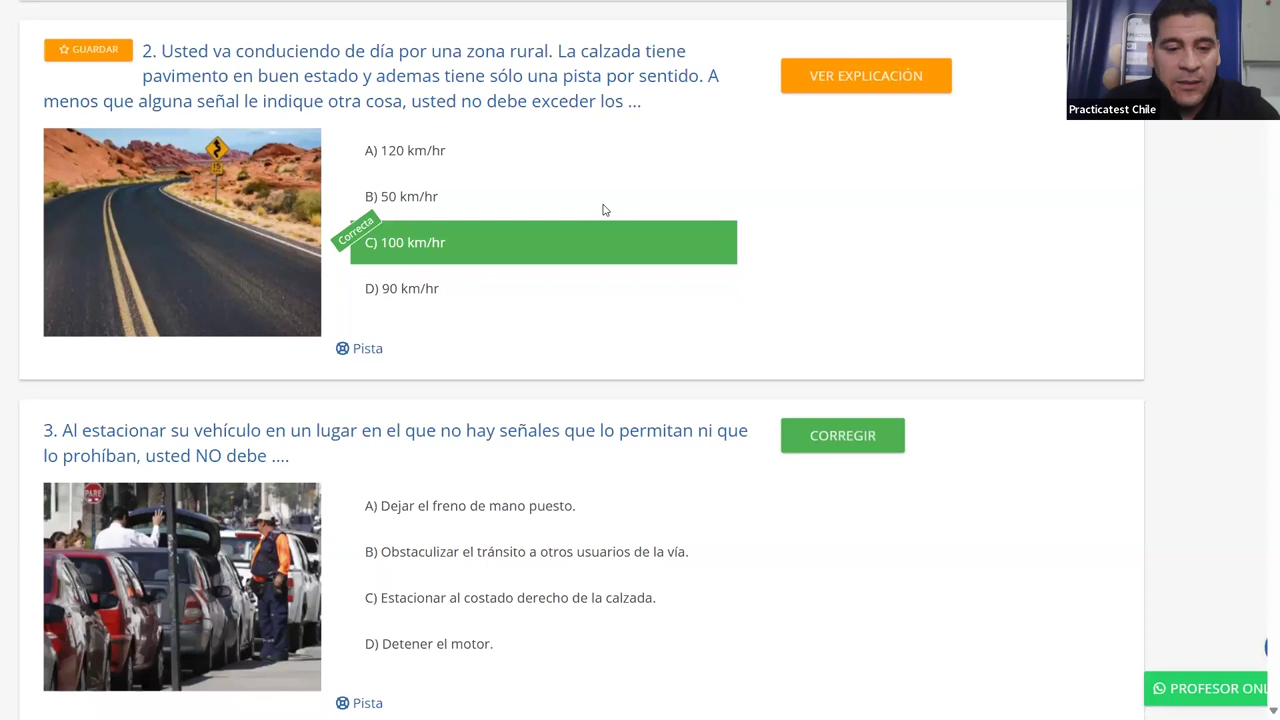 GUARDAR
2. Usted va conduciendo de día por una zona rural. La calzada tiene
pavimento en buen estado y ademas tiene sólo una pista por sentido. A
menos que alguna señal le indique otra cosa, usted no debe exceder los ...
VER EXPLICACIÓN
Practicatest Chile
A) 120 km/hr
B) 50 km/hr
Correcta
C) 100 km/hr
D) 90 km/hr
Pista
3. Al estacionar su vehículo en un lugar en el que no hay señales que lo permitan ni que
lo prohíban, usted NO debe ....
CORREGIR
PARE
A) Dejar el freno de mano puesto.
B) Obstaculizar el tránsito a otros usuarios de la vía.
C) Estacionar al costado derecho de la calzada.
D) Detener el motor.
Pista
PROFESOR ONL